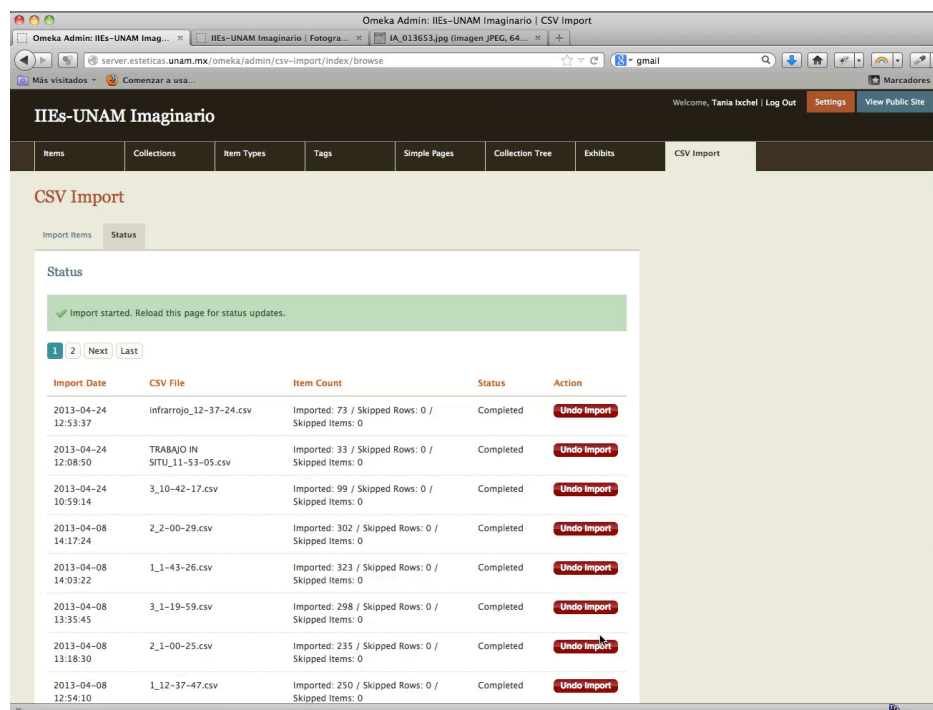 Omeka Admin: IIEs-UNAM Imaginario | CSV Import
Omeka Admin: IIEs-UNAM Imag...
IIEs-UNAM Imaginario | Fotogra...
IA_013653.jpg (imagen JPEG, 64...
server.esteticas.unam.mx/omeka/admin/csv-import/index/browse
gmail
Más visitados
Comenzar a usa...
Marcadores
Welcome, Tania Ixchel | Log Out
Settings
View Public Site
IIEs-UNAM Imaginario
Items Collections Item Types Tags Simple Pages Collection Tree Exhibits CSV Import
CSV Import
Import Items Status
Status
Import started. Reload this page for status updates.
1 2 Next Last
Import Date CSV File Item Count Status Action
2013-04-24 infrarrojo_12-37-24.csv Imported: 73 / Skipped Rows: 0 / Completed Undo Import
12:53:37 Skipped Items: 0
2013-04-24 TRABAJO IN Imported: 33 / Skipped Rows: 0 / Completed Undo Import
12:08:50 SITU_11-53-05.csv Skipped Items: 0
2013-04-24 3_10-42-17.csv Imported: 99 / Skipped Rows: 0 / Completed Undo Import
10:59:14 Skipped Items: 0
2013-04-08 2_2-00-29.csv Imported: 302 / Skipped Rows: 0 / Completed Undo Import
14:17:24 Skipped Items: 0
2013-04-08 1_1-43-26.csv Imported: 323 / Skipped Rows: 0 / Completed Undo Import
14:03:22 Skipped Items: 0
2013-04-08 3_1-19-59.csv Imported: 298 / Skipped Rows: 0 / Completed Undo Import
13:35:45 Skipped Items: 0
2013-04-08 2_1-00-25.csv Imported: 235 / Skipped Rows: 0 / Completed Undo Import
13:18:30 Skipped Items: 0
2013-04-08 1_12-37-47.csv Imported: 250 / Skipped Rows: 0 / Completed Undo Import
12:54:10 Skipped Items: 0